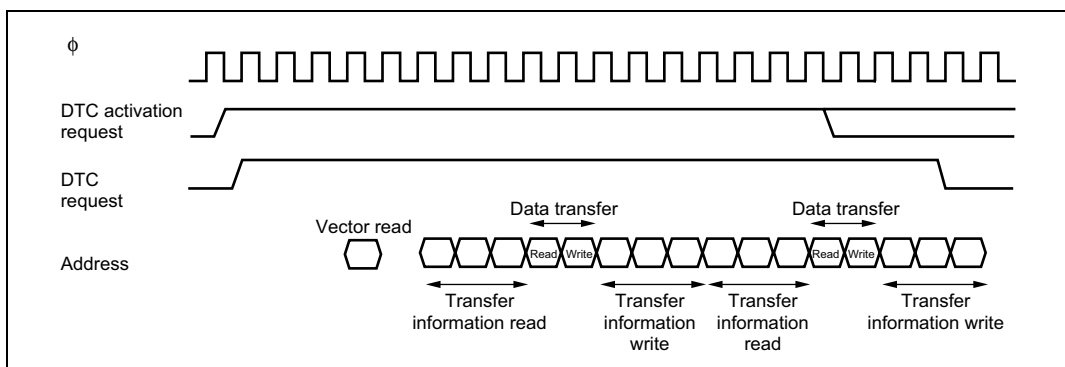 ϕ
DTC activation
request
DTC
request
Data transfer
Data transfer
Vector read
Address
Read
Write
Read
Write
Transfer
information read
Transfer
information
write
Transfer
information
read
Transfer
information write